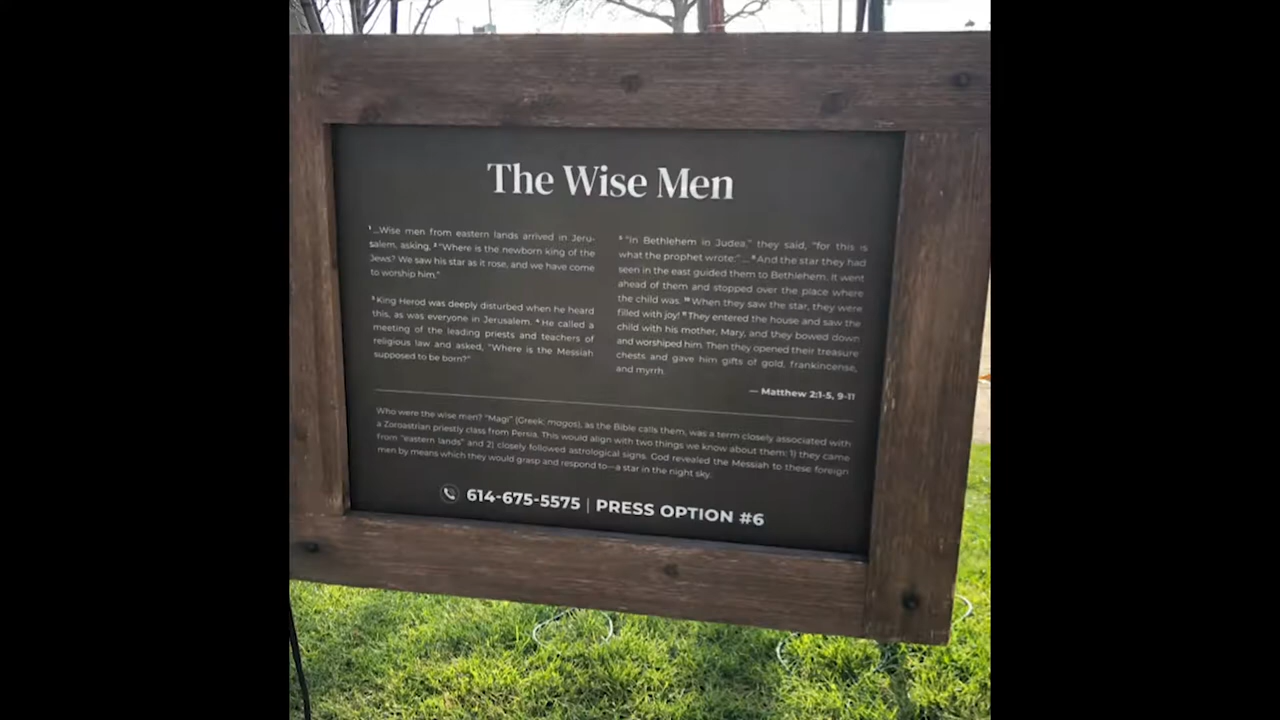 The Wise Men
¹ ...Wise men from eastern lands arrived in Jeru-
salem, asking, ² "Where is the newborn king of the
Jews? We saw his star as it rose, and we have come
to worship him."
³ King Herod was deeply disturbed when he heard
this, as was everyone in Jerusalem. ⁴ He called a
meeting of the leading priests and teachers of
religious law and asked, "Where is the Messiah
supposed to be born?"
⁵ "In Bethlehem in Judea," they said, "for this is
what the prophet wrote:" ... ⁹ And the star they had
seen in the east guided them to Bethlehem. It went
ahead of them and stopped over the place where
the child was. ¹⁰ When they saw the star, they were
filled with joy! ¹¹ They entered the house and saw the
child with his mother, Mary, and they bowed down
and worshiped him. Then they opened their treasure
chests and gave him gifts of gold, frankincense,
and myrrh.
— Matthew 2:1-5, 9-11
Who were the wise men? "Magi" (Greek: magos), as the Bible calls them, was a term closely associated with
a Zoroastrian priestly class from Persia. This would align with two things we know about them: 1) they came
from "eastern lands" and 2) closely followed astrological signs. God revealed the Messiah to these foreign
men by means which they would grasp and respond to—a star in the night sky.
614-675-5575 | PRESS OPTION #6